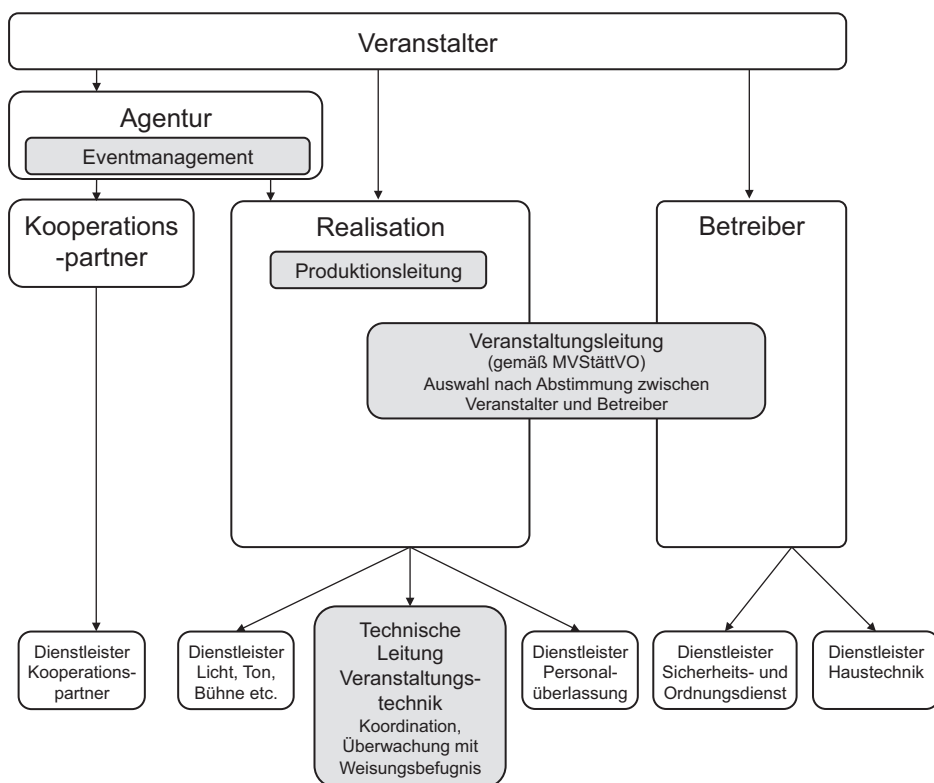 Veranstalter
Agentur
Eventmanagement
Kooperations
-partner
Realisation
Produktionsleitung
Betreiber
Veranstaltungsleitung
(gemäß MVStättVO)
Auswahl nach Abstimmung zwischen
Veranstalter und Betreiber
Dienstleister
Kooperations-
partner
Dienstleister
Licht, Ton,
Bühne etc.
Technische
Leitung
Veranstaltungs-
technik
Koordination,
Überwachung mit
Weisungsbefugnis
Dienstleister
Personal-
überlassung
Dienstleister
Sicherheits- und
Ordnungsdienst
Dienstleister
Haustechnik